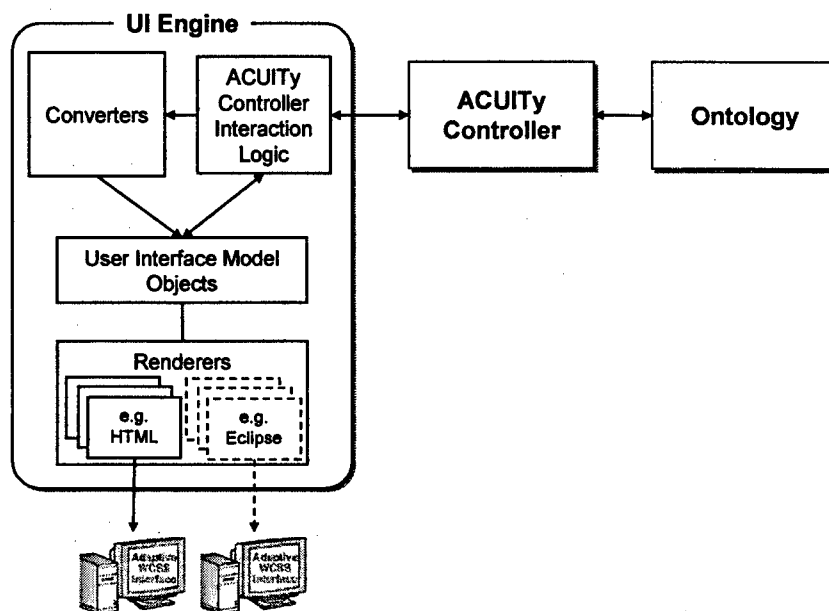 UI Engine
Converters
ACUITy
Controller
Interaction
Logic
ACUITy
Controller
Ontology
User Interface Model
Objects
Renderers
e.g.
HTML
e.g.
Eclipse
Adaptive
WCSS
Interface
Adaptive
WCSS
Interface